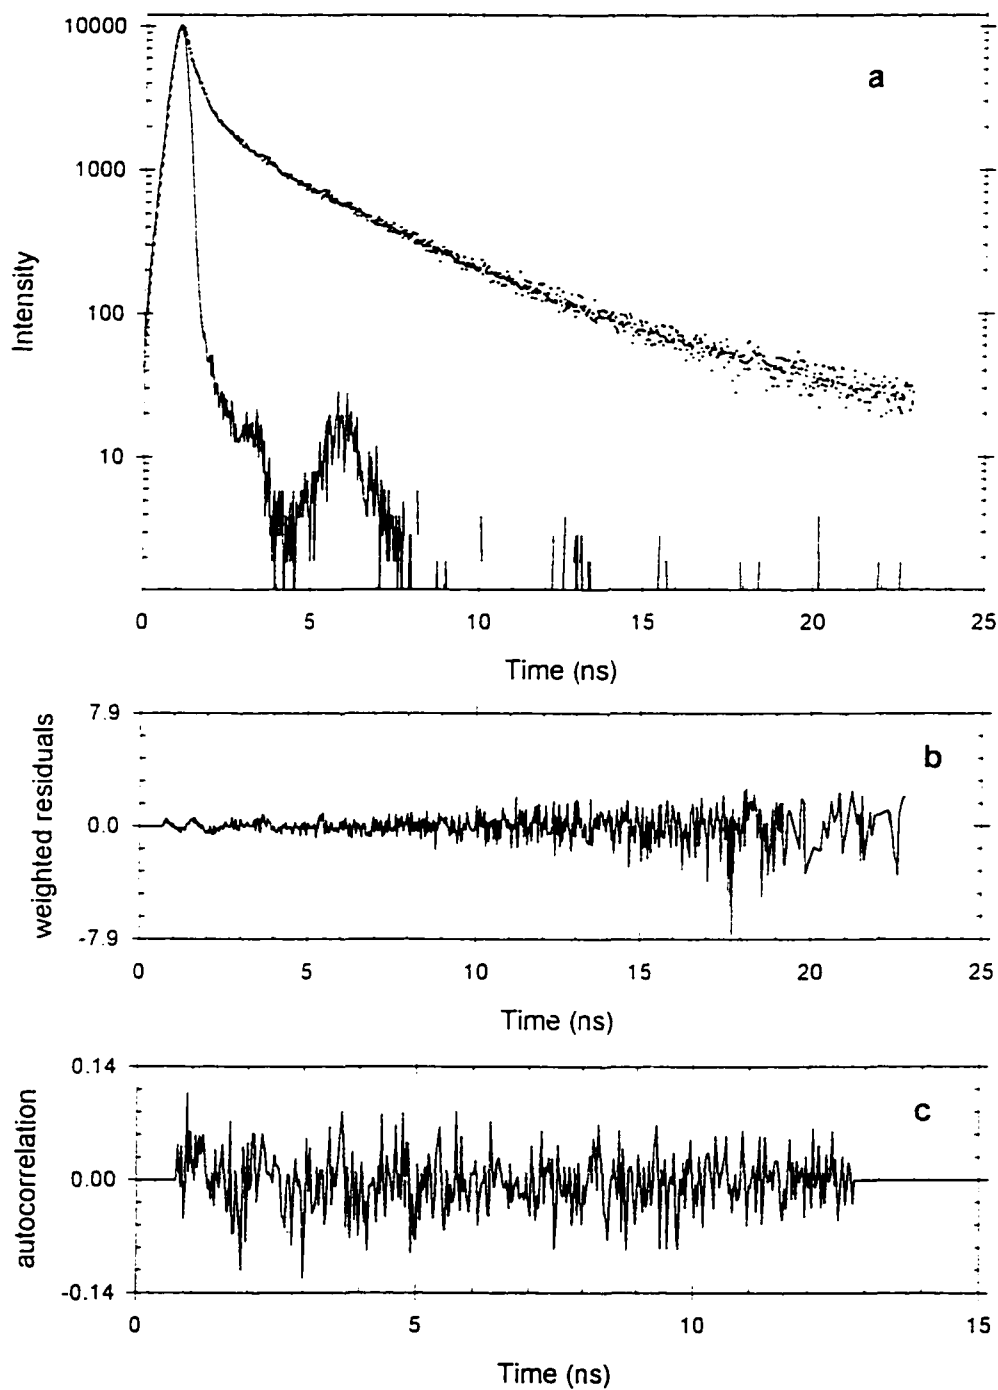 10000
a
1000
Intensity
100
10
0 5 10 15 20 25
Time (ns)
7.9
b
weighted residuals
0.0
-7.9
0 5 10 15 20 25
Time (ns)
0.14
c
autocorrelation
0.00
-0.14
0 5 10 15
Time (ns)